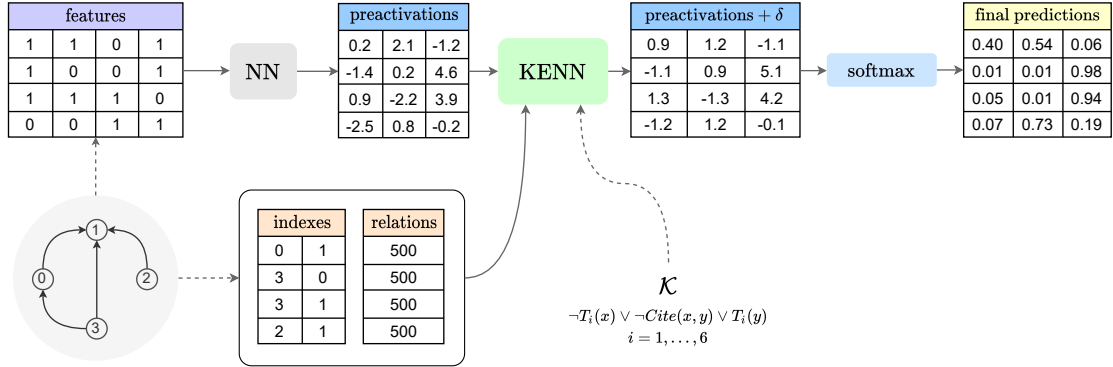 features
1 1 0 1
1 0 0 1
1 1 1 0
0 0 1 1
NN
preactivations
0.2 2.1 -1.2
-1.4 0.2 4.6
0.9 -2.2 3.9
-2.5 0.8 -0.2
KENN
preactivations + δ
0.9 1.2 -1.1
-1.1 0.9 5.1
1.3 -1.3 4.2
-1.2 1.2 -0.1
softmax
final predictions
0.40 0.54 0.06
0.01 0.01 0.98
0.05 0.01 0.94
0.07 0.73 0.19
1
0
2
3
indexes
0 1
3 0
3 1
2 1
relations
500
500
500
500
𝒦
¬T_i(x) ∨ ¬Cite(x, y) ∨ T_i(y)
i = 1, . . . , 6